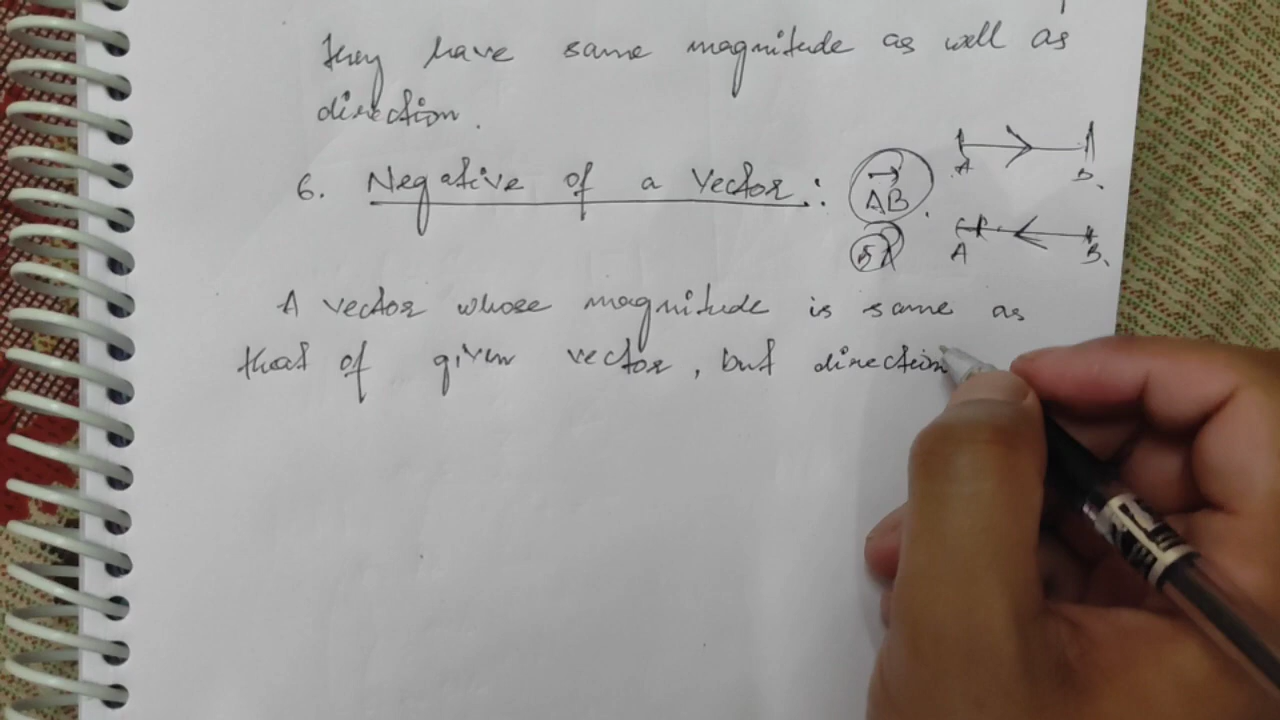 they have same magnitude as well as
direction.
6. Negative of a Vector:
AB
A B
BA
A B
A vector whose magnitude is same as
that of given vector, but direction